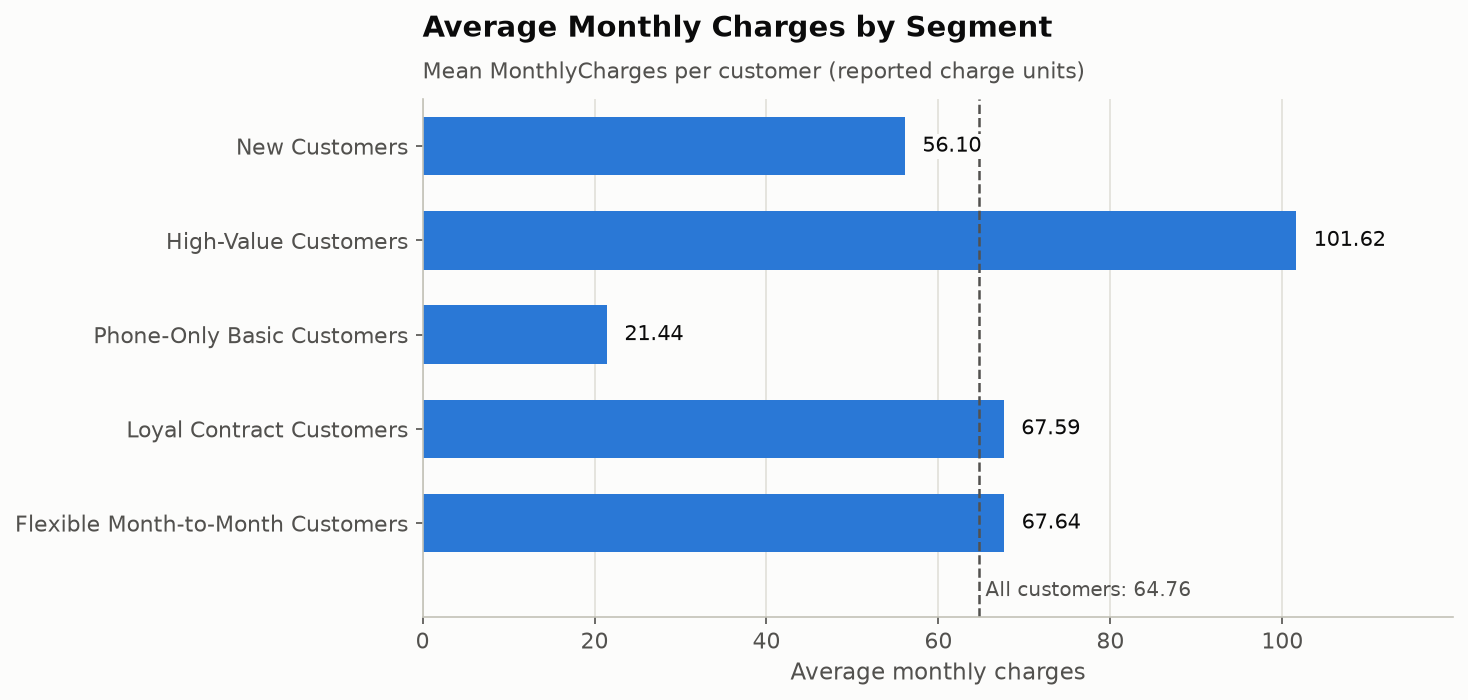 Average Monthly Charges by Segment
Mean MonthlyCharges per customer (reported charge units)
New Customers
56.10
High-Value Customers
101.62
Phone-Only Basic Customers
21.44
Loyal Contract Customers
67.59
Flexible Month-to-Month Customers
67.64
All customers: 64.76
0 20 40 60 80 100
Average monthly charges